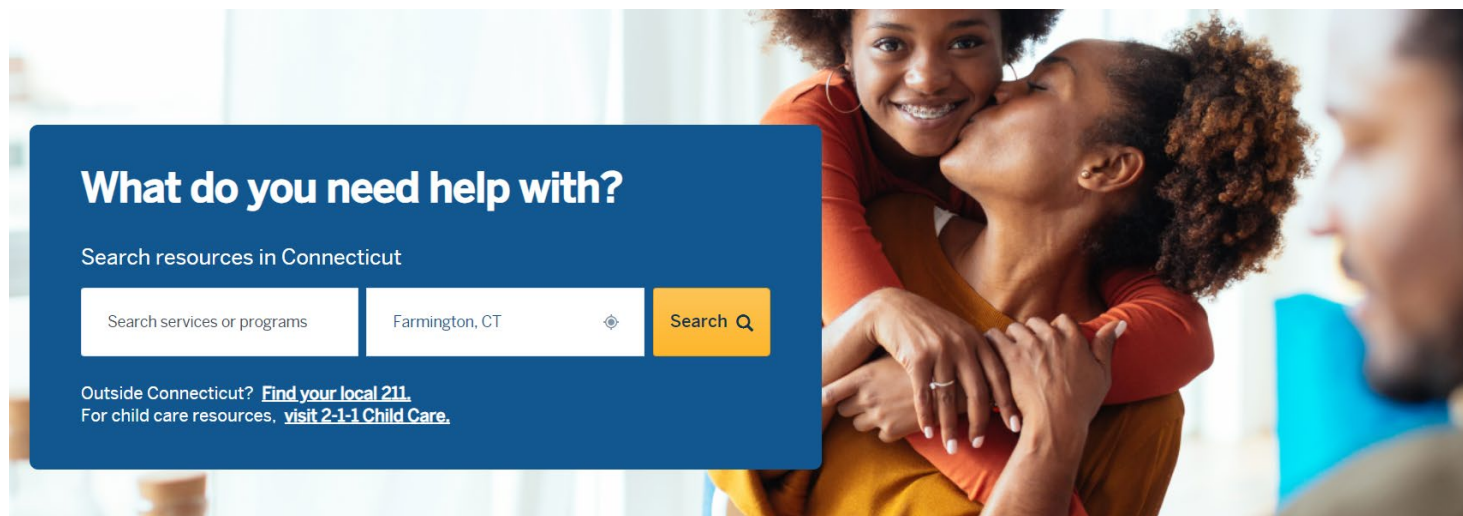 What do you need help with?
Search resources in Connecticut
Search services or programs
Farmington, CT
Search
Outside Connecticut? Find your local 211.
For child care resources, visit 2-1-1 Child Care.